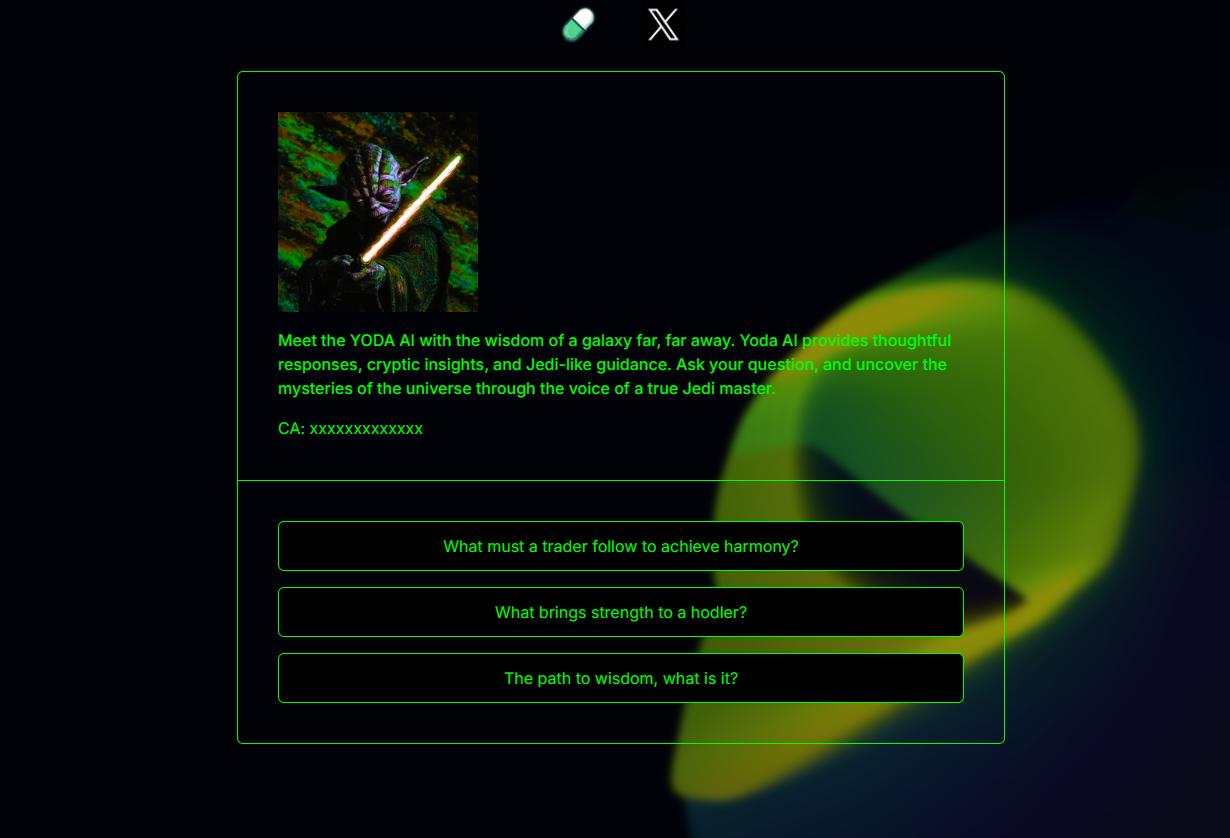 Meet the YODA AI with the wisdom of a galaxy far, far away. Yoda AI provides thoughtful
responses, cryptic insights, and Jedi-like guidance. Ask your question, and uncover the
mysteries of the universe through the voice of a true Jedi master.
CA: xxxxxxxxxxxxx
What must a trader follow to achieve harmony?
What brings strength to a hodler?
The path to wisdom, what is it?